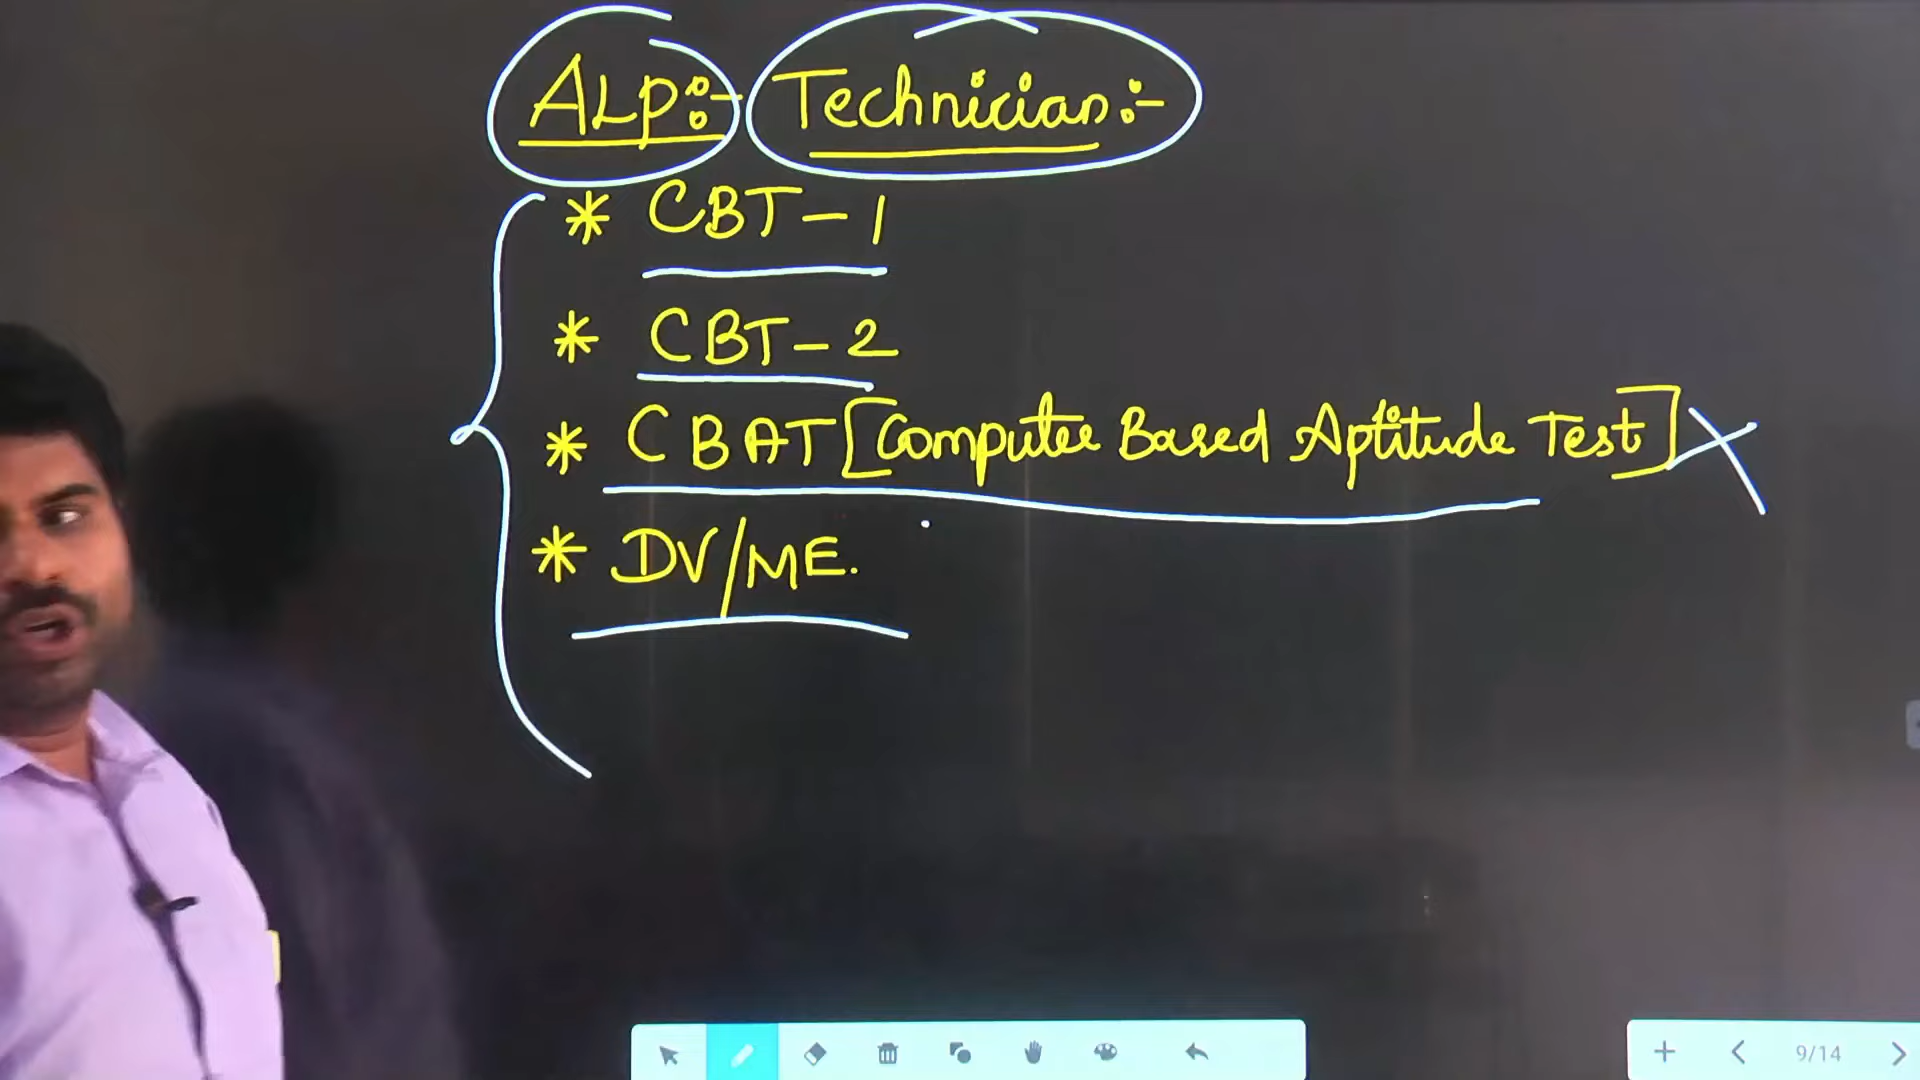 ALP:- Technician:-
* CBT-1
* CBT-2
* CBAT [Computer Based Aptitude Test]
* DV/ME.
9/14